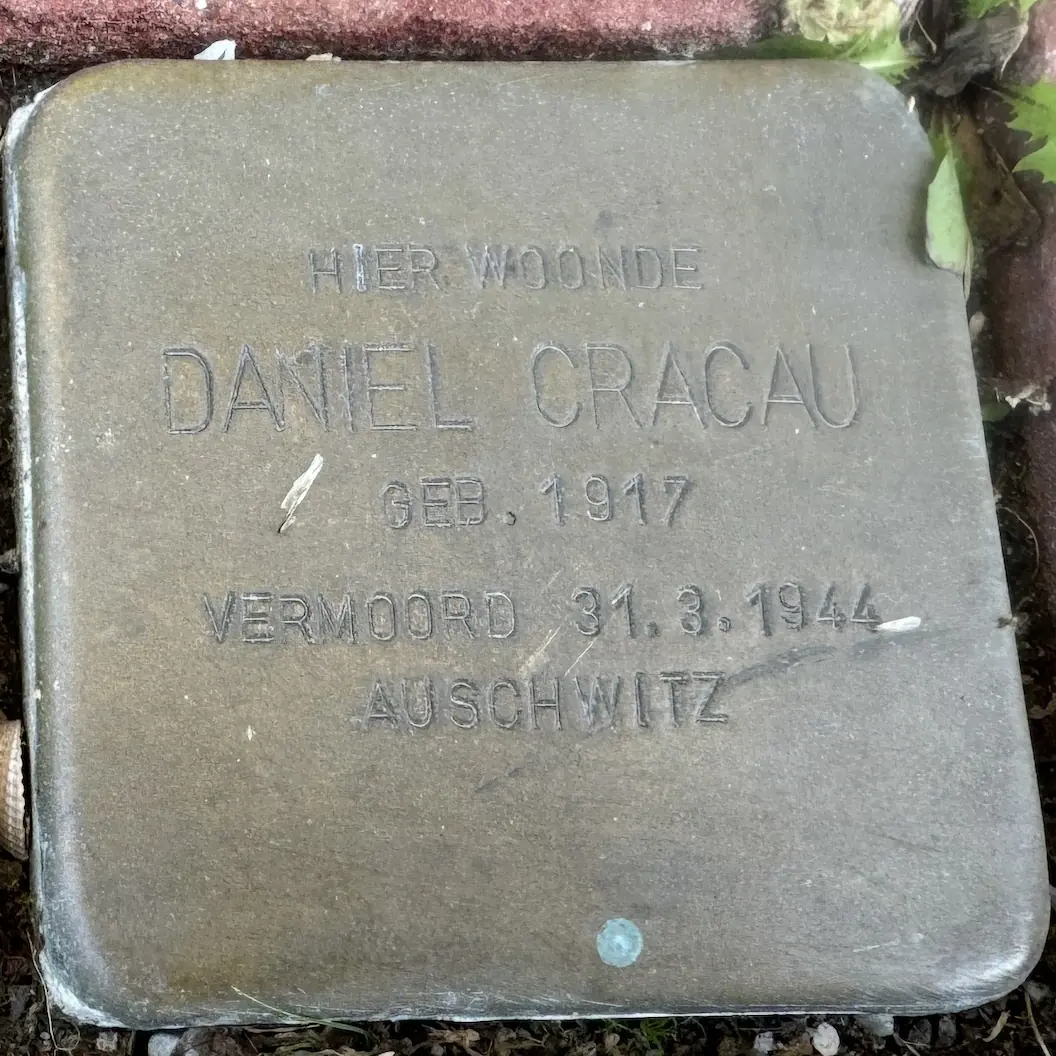 HIER WOONDE
DANIEL CRACAU
GEB. 1917
VERMOORD 31.3.1944
AUSCHWITZ